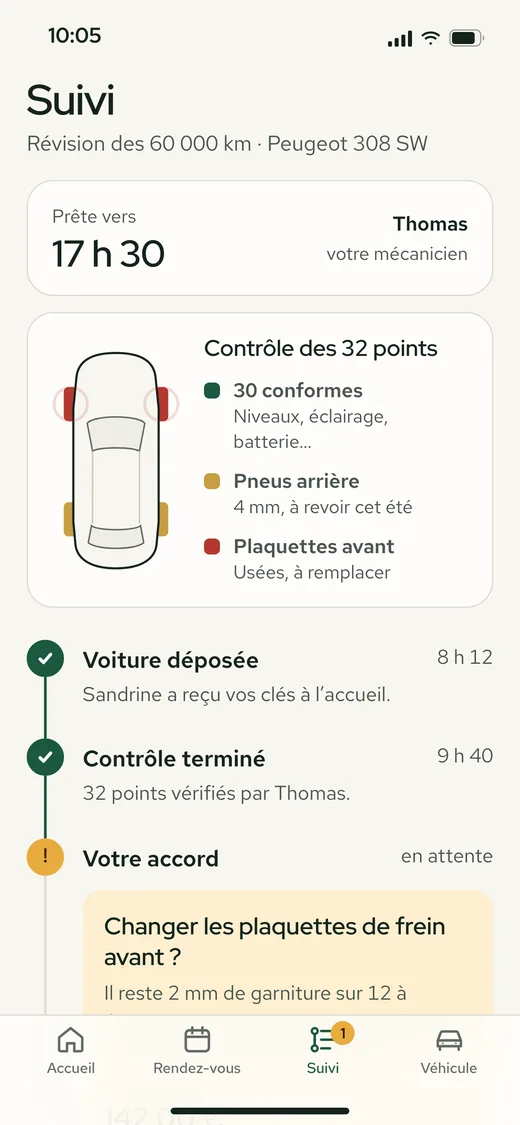 10:05
Suivi
Révision des 60 000 km · Peugeot 308 SW
Prête vers
17 h 30
Thomas
votre mécanicien
Contrôle des 32 points
30 conformes
Niveaux, éclairage,
batterie…
Pneus arrière
4 mm, à revoir cet été
Plaquettes avant
Usées, à remplacer
Voiture déposée
8 h 12
Sandrine a reçu vos clés à l’accueil.
Contrôle terminé
9 h 40
32 points vérifiés par Thomas.
!
Votre accord
en attente
Changer les plaquettes de frein
avant ?
Il reste 2 mm de garniture sur 12 à
1
Accueil
Rendez-vous
Suivi
Véhicule